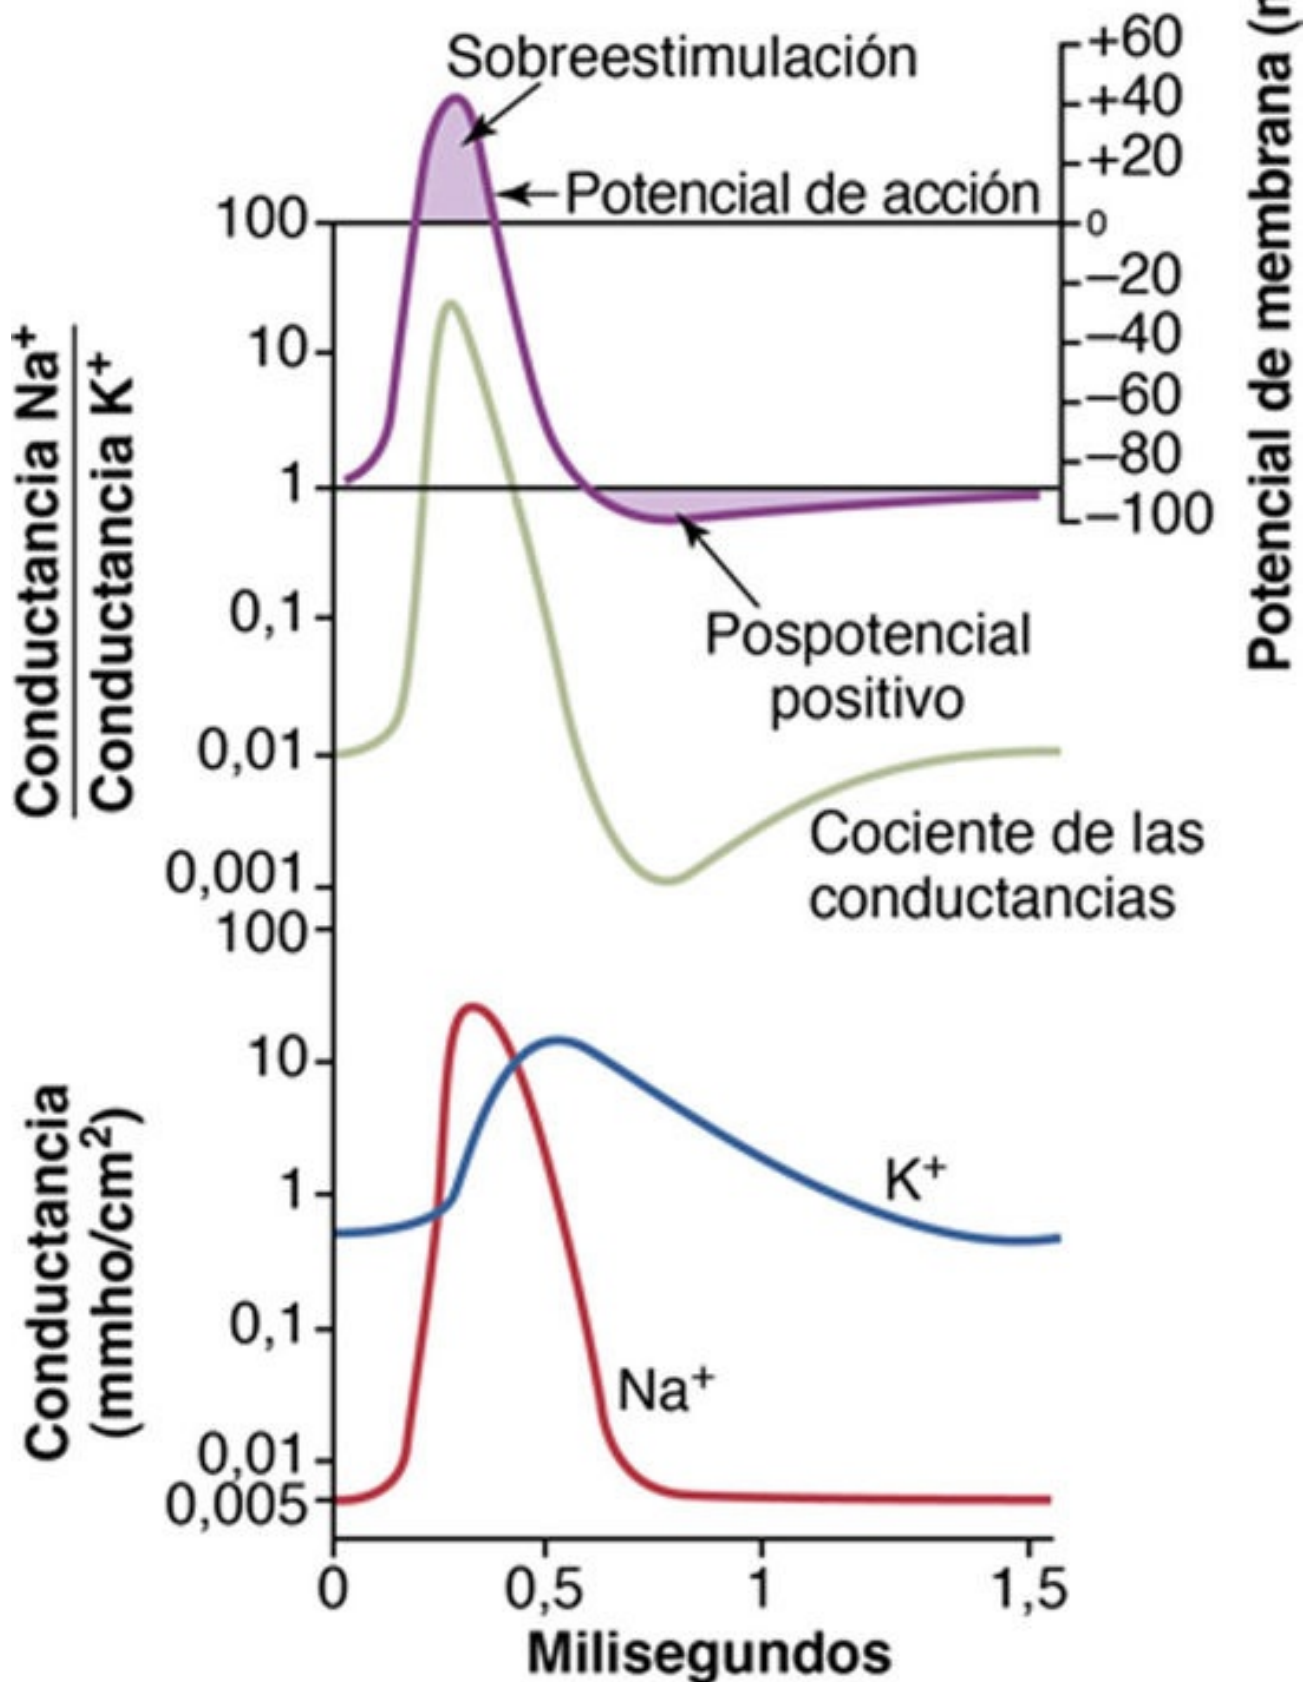 Sobreestimulación
Potencial de acción
+60
+40
+20
0
–20
–40
–60
–80
–100
Potencial de membrana
100
10
1
0,1
0,01
0,001
Conductancia Na⁺
Conductancia K⁺
Pospotencial
positivo
Cociente de las
conductancias
100
10
1
0,1
0,01
0,005
Conductancia
(mmho/cm²)
K⁺
Na⁺
0 0,5 1 1,5
Milisegundos